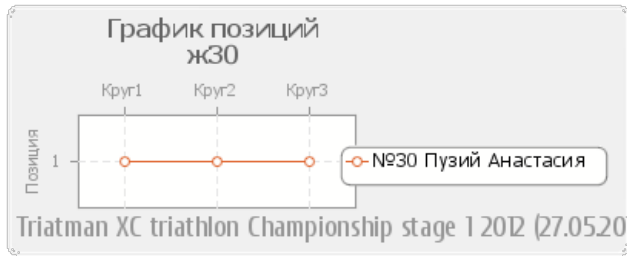 График позиций
ж30
Круг1 Круг2 Круг3
Позиция
1
№30 Пузий Анастасия
Triatman XC triathlon Championship stage 1 2012 (27.05.20